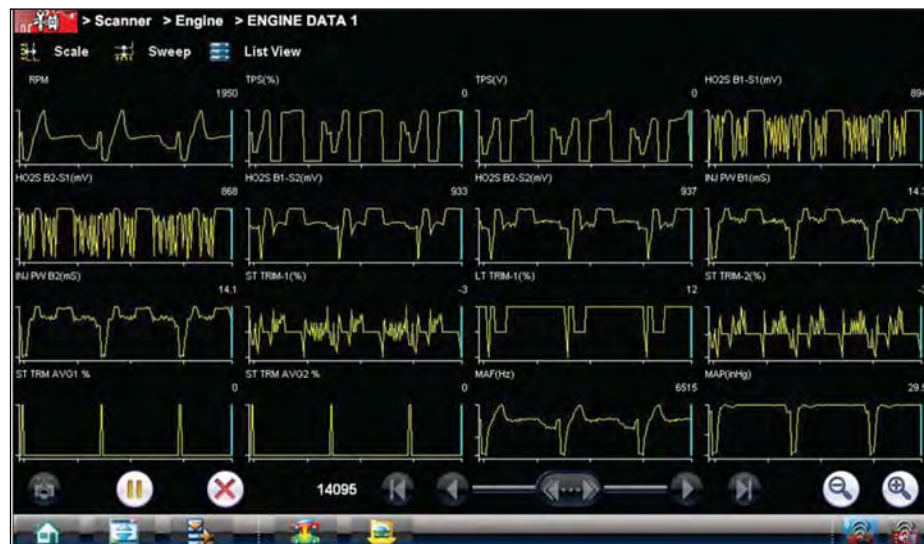 > Scanner > Engine > ENGINE DATA 1
Scale Sweep List View
RPM TPS(%) TPS(V) HO2S B1-S1(mV)
1950 0 0 894
HO2S B2-S1(mV) HO2S B1-S2(mV) HO2S B2-S2(mV) INJ PW B1(mS)
868 933 937 14.
INJ PW B2(mS) ST TRIM-1(%) LT TRIM-1(%) ST TRIM-2(%)
14.1 -3 12
ST TRM AVG1 % ST TRM AVG2 % MAF(Hz) MAP(inHg)
0 0 6515 29.
14095